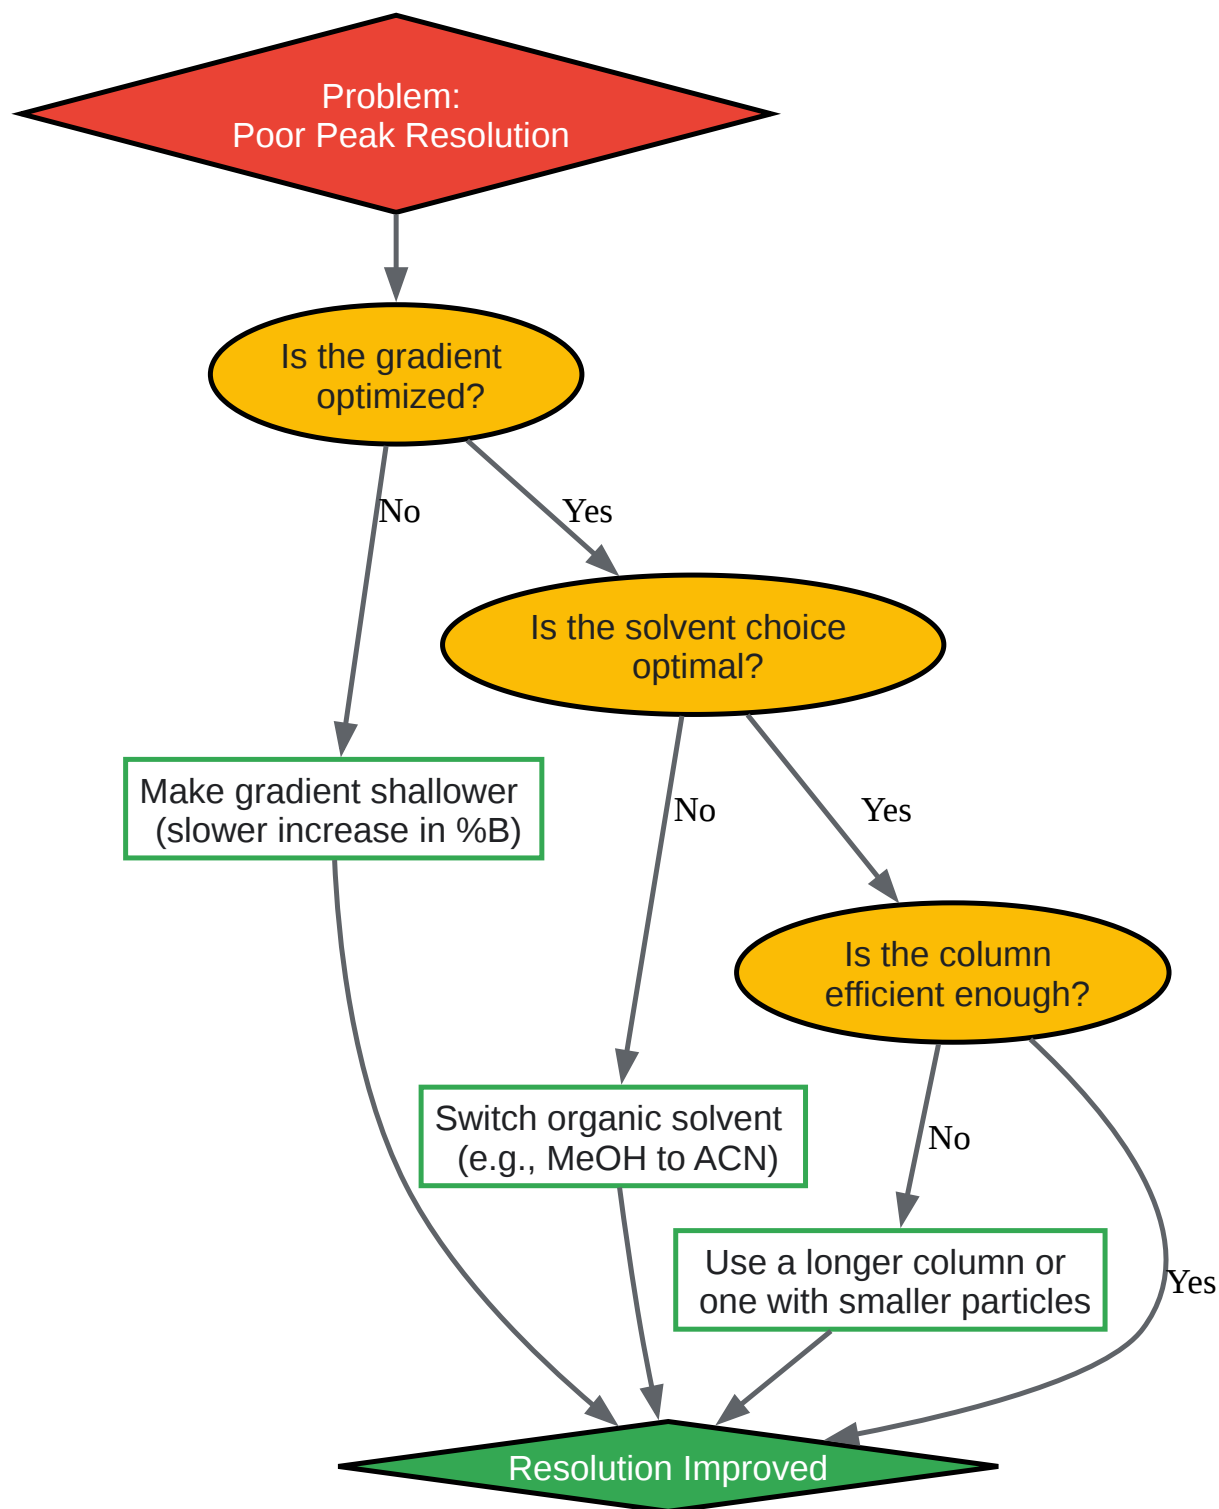 Problem:
Poor Peak Resolution
Is the gradient
optimized?
No
Yes
Is the solvent choice
optimal?
Make gradient shallower
(slower increase in %B)
No
Yes
Is the column
efficient enough?
Switch organic solvent
(e.g., MeOH to ACN)
No
Use a longer column or
one with smaller particles
Yes
Resolution Improved